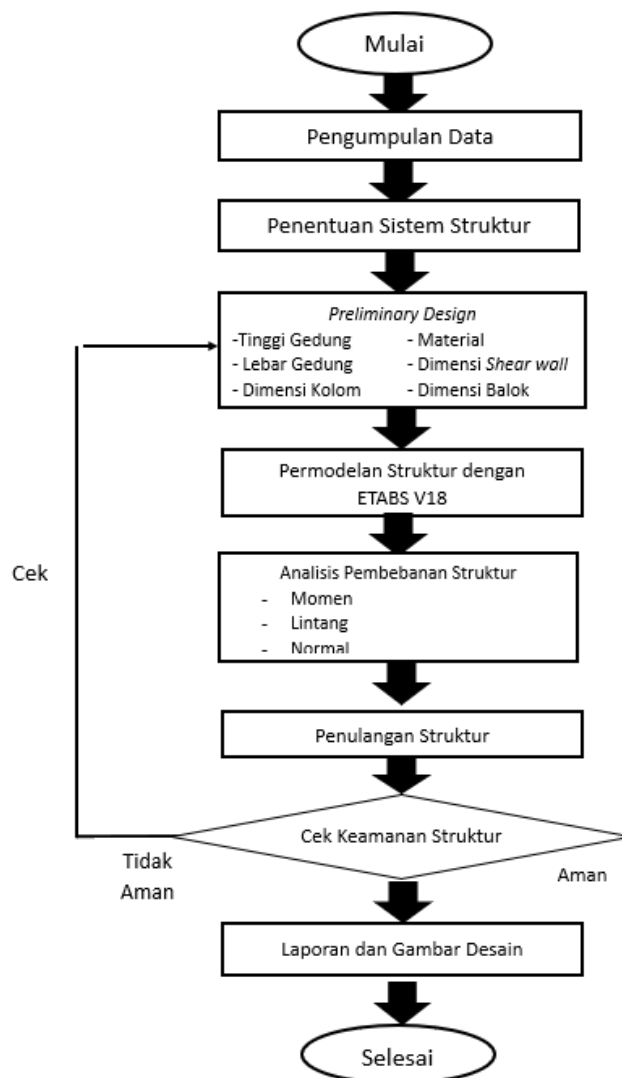 Mulai
Pengumpulan Data
Penentuan Sistem Struktur
Preliminary Design
-Tinggi Gedung - Material
- Lebar Gedung - Dimensi Shear wall
- Dimensi Kolom - Dimensi Balok
Permodelan Struktur dengan
ETABS V18
Analisis Pembebanan Struktur
- Momen
- Lintang
- Normal
Penulangan Struktur
Cek Keamanan Struktur
Cek
Tidak
Aman
Aman
Laporan dan Gambar Desain
Selesai